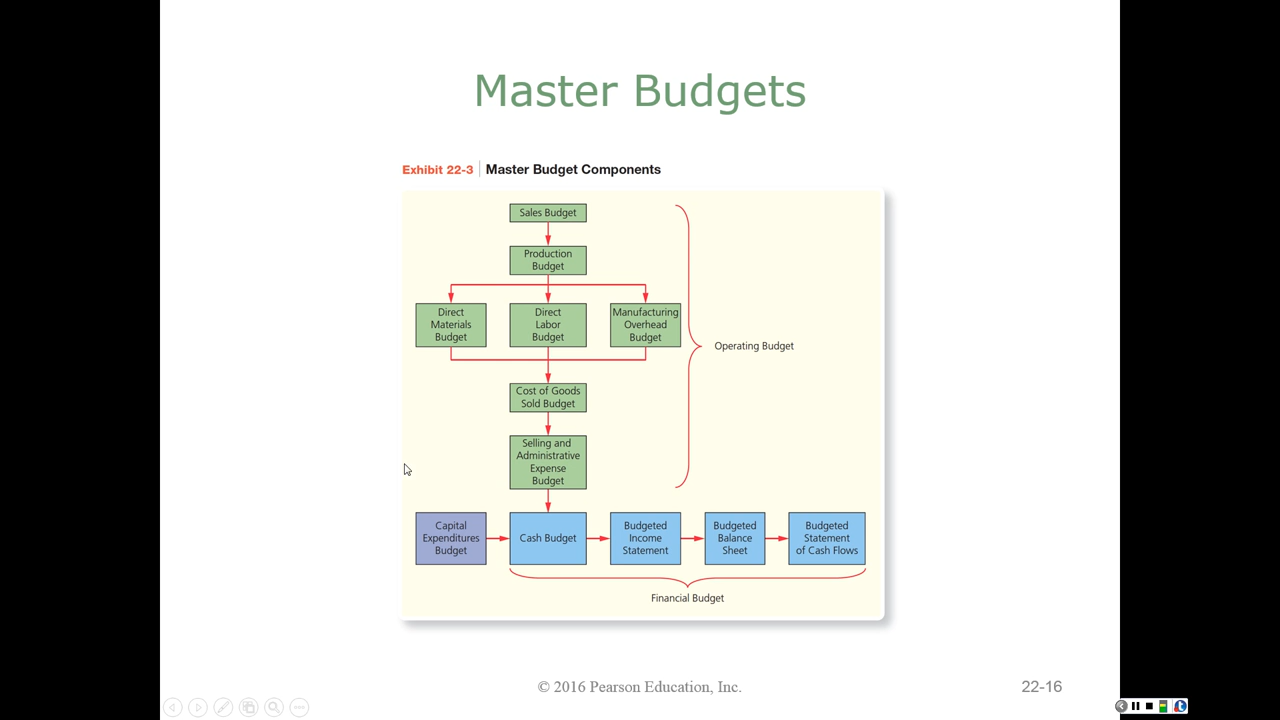 Master Budgets
Exhibit 22-3 Master Budget Components
Sales Budget
Production
Budget
Direct
Materials
Budget
Direct
Labor
Budget
Manufacturing
Overhead
Budget
Operating Budget
Cost of Goods
Sold Budget
Selling and
Administrative
Expense
Budget
Capital
Expenditures
Budget
Cash Budget
Budgeted
Income
Statement
Budgeted
Balance
Sheet
Budgeted
Statement
of Cash Flows
Financial Budget
© 2016 Pearson Education, Inc.
22-16